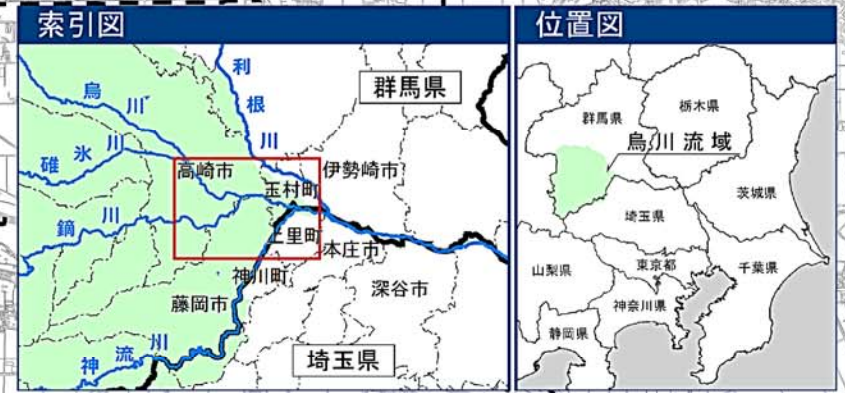 索引図
利根川
烏川
群馬県
碓氷川
高崎市
伊勢崎市
玉村町
鏑川
上里町
本庄市
神川町
深谷市
藤岡市
神流川
埼玉県
位置図
栃木県
群馬県
烏川流域
茨城県
埼玉県
山梨県
東京都
千葉県
神奈川県
静岡県